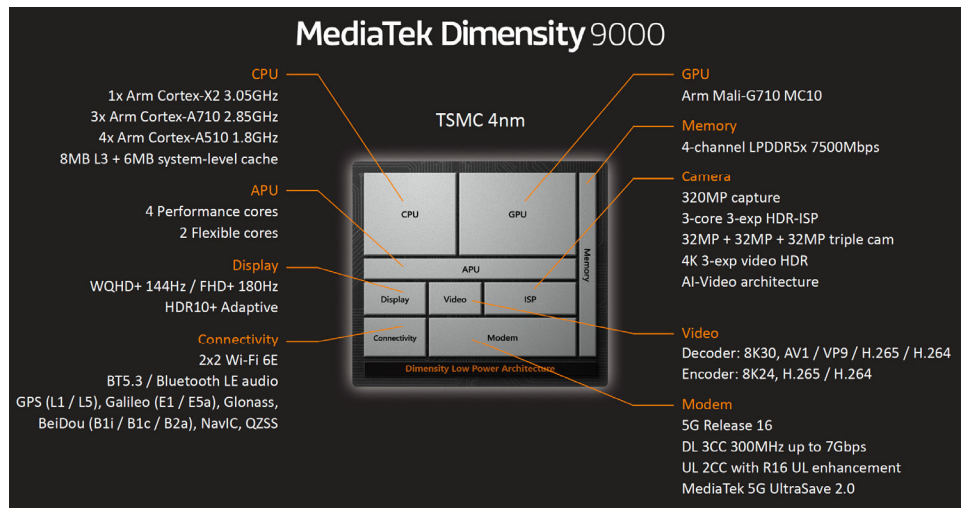 MediaTek Dimensity 9000
CPU
1x Arm Cortex-X2 3.05GHz
3x Arm Cortex-A710 2.85GHz
4x Arm Cortex-A510 1.8GHz
8MB L3 + 6MB system-level cache
APU
4 Performance cores
2 Flexible cores
Display
WQHD+ 144Hz / FHD+ 180Hz
HDR10+ Adaptive
Connectivity
2x2 Wi-Fi 6E
BT5.3 / Bluetooth LE audio
GPS (L1 / L5), Galileo (E1 / E5a), Glonass,
BeiDou (B1i / B1c / B2a), NavIC, QZSS
TSMC 4nm
CPU
GPU
Memory
APU
Display
Video
ISP
Connectivity
Modem
Dimensity Low Power Architecture
GPU
Arm Mali-G710 MC10
Memory
4-channel LPDDR5x 7500Mbps
Camera
320MP capture
3-core 3-exp HDR-ISP
32MP + 32MP + 32MP triple cam
4K 3-exp video HDR
AI-Video architecture
Video
Decoder: 8K30, AV1 / VP9 / H.265 / H.264
Encoder: 8K24, H.265 / H.264
Modem
5G Release 16
DL 3CC 300MHz up to 7Gbps
UL 2CC with R16 UL enhancement
MediaTek 5G UltraSave 2.0